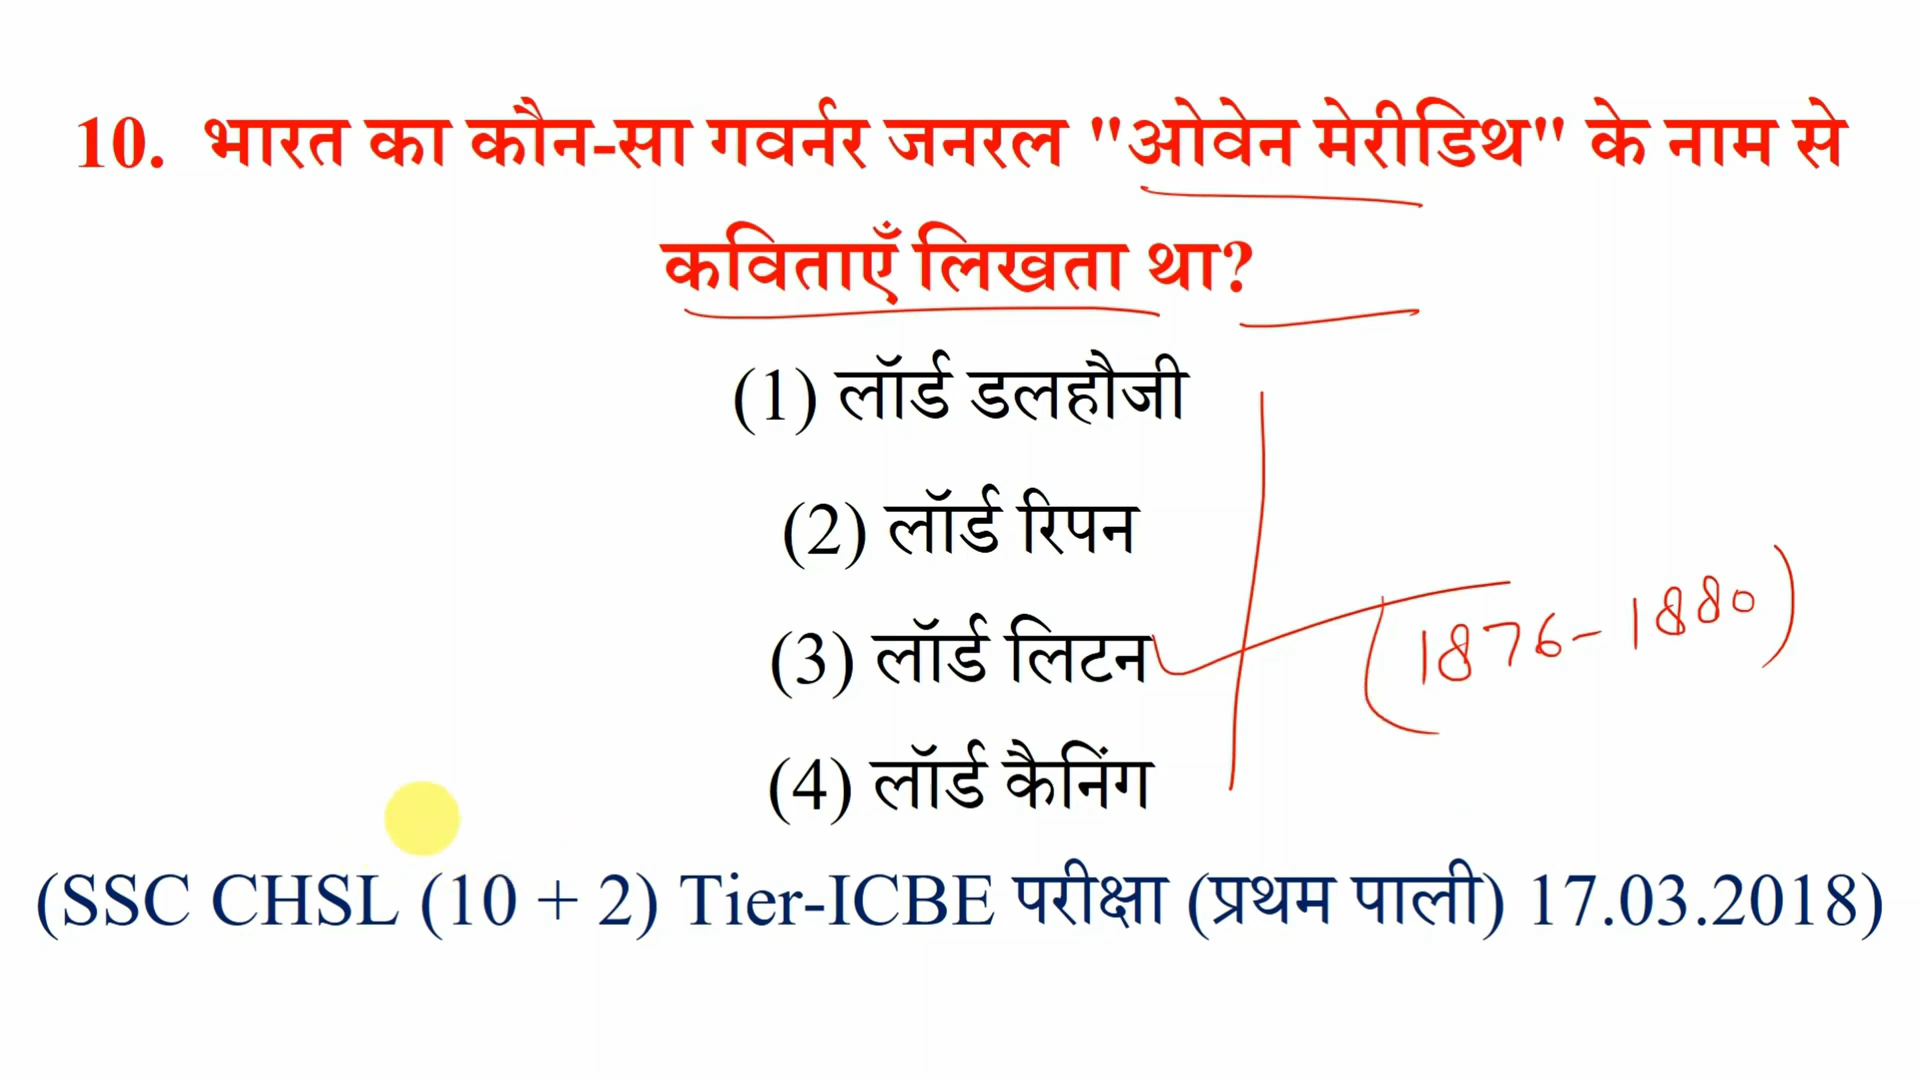 10. भारत का कौन-सा गवर्नर जनरल "ओवेन मेरीडिथ" के नाम से
कविताएँ लिखता था?
(1) लॉर्ड डलहौजी
(2) लॉर्ड रिपन
(3) लॉर्ड लिटन
(1876-1880)
(4) लॉर्ड कैनिंग
(SSC CHSL (10 + 2) Tier-ICBE परीक्षा (प्रथम पाली) 17.03.2018)